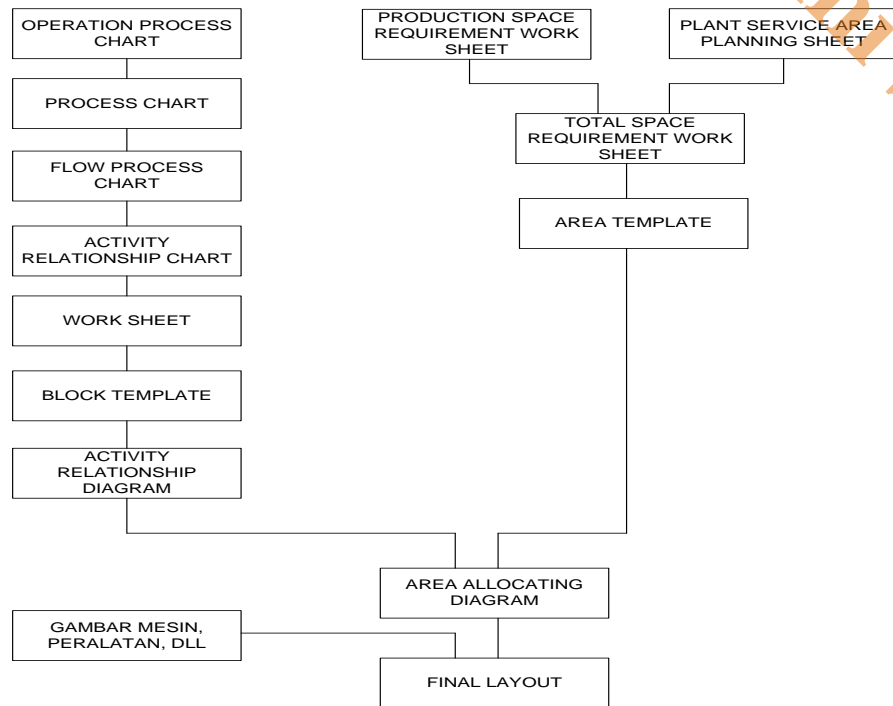 OPERATION PROCESS
CHART
PROCESS CHART
FLOW PROCESS
CHART
ACTIVITY
RELATIONSHIP CHART
WORK SHEET
BLOCK TEMPLATE
ACTIVITY
RELATIONSHIP
DIAGRAM
PRODUCTION SPACE
REQUIREMENT WORK
SHEET
PLANT SERVICE AREA
PLANNING SHEET
TOTAL SPACE
REQUIREMENT WORK
SHEET
AREA TEMPLATE
AREA ALLOCATING
DIAGRAM
GAMBAR MESIN,
PERALATAN, DLL
FINAL LAYOUT